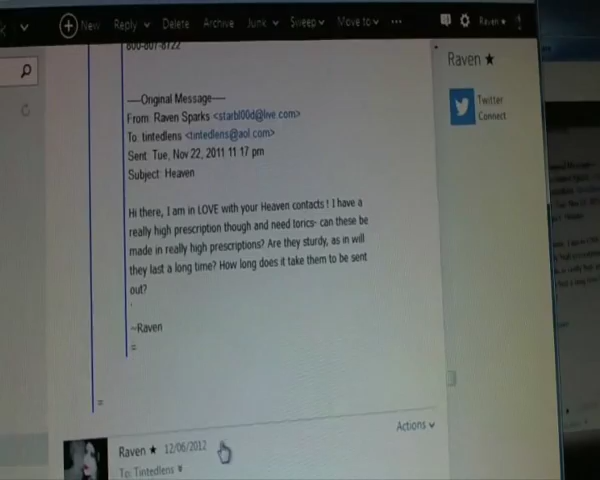 New Reply Delete Archive Junk Sweep Move to ... Raven
800-807-8722
Raven ★
Twitter
Connect
-----Original Message-----
From: Raven Sparks <starbl00d@live.com>
To: tintedlens <tintedlens@aol.com>
Sent: Tue, Nov 22, 2011 11:17 pm
Subject: Heaven
Hi there, I am in LOVE with your Heaven contacts ! I have a
really high prescription though and need torics- can these be
made in really high prescriptions? Are they sturdy, as in will
they last a long time? How long does it take them to be sent
out?
~Raven
=
=
Actions
Raven ★ 12/06/2012
To: Tintedlens